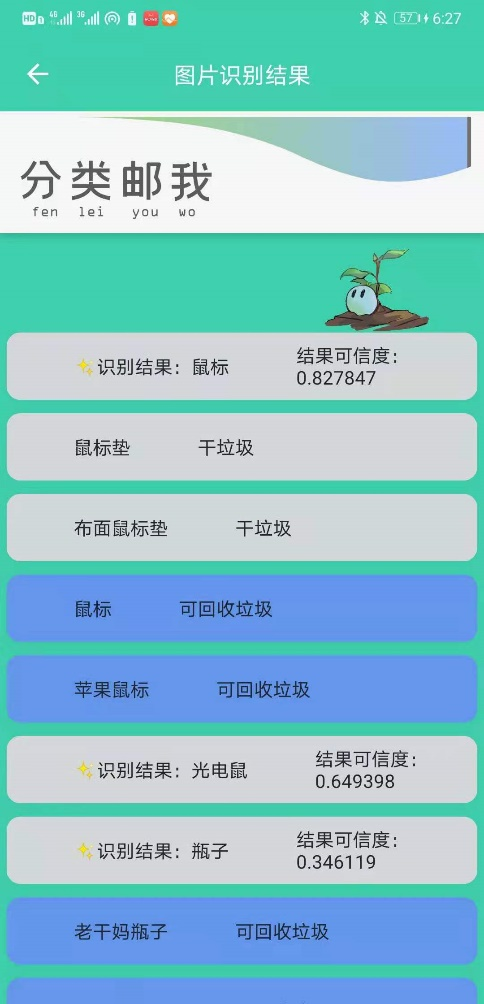 HD 4G 3G 57 6:27
图片识别结果
分类邮我
fen lei you wo
✨识别结果：鼠标 结果可信度：
0.827847
鼠标垫 干垃圾
布面鼠标垫 干垃圾
鼠标 可回收垃圾
苹果鼠标 可回收垃圾
✨识别结果：光电鼠 结果可信度：
0.649398
✨识别结果：瓶子 结果可信度：
0.346119
老干妈瓶子 可回收垃圾